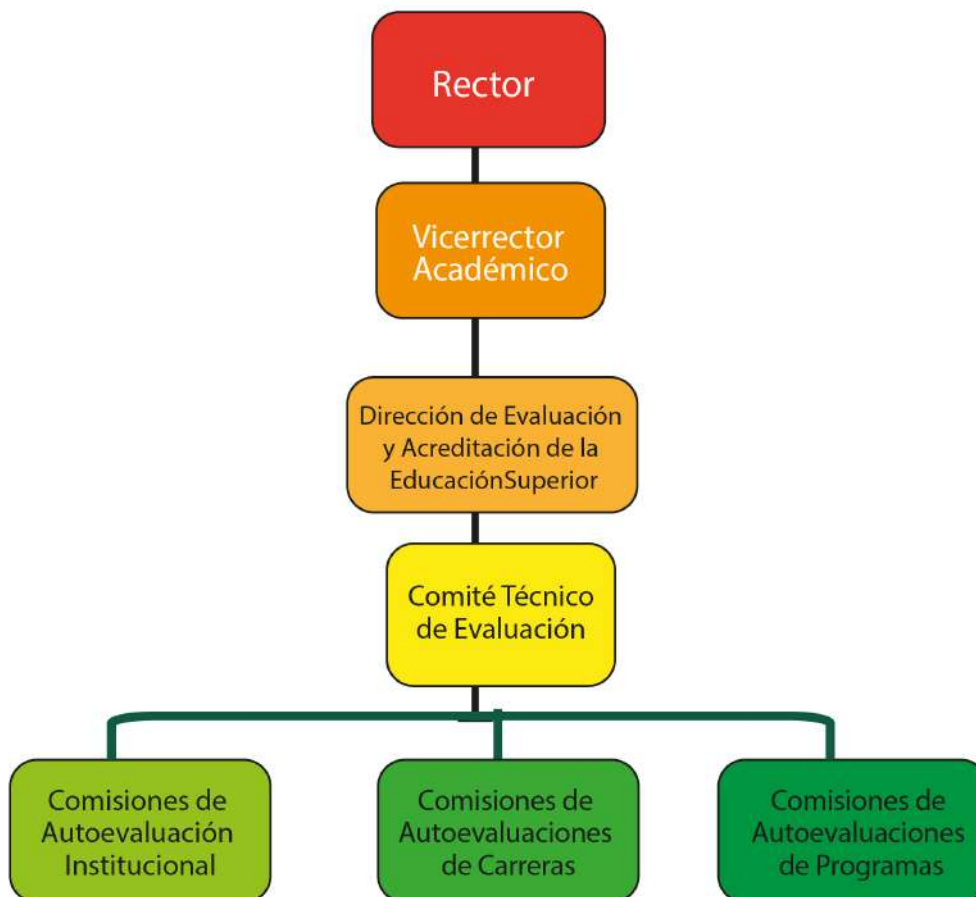 Rector
Vicerrector
Académico
Dirección de Evaluación
y Acreditación de la
EducaciónSuperior
Comité Técnico
de Evaluación
Comisiones de
Autoevaluación
Institucional
Comisiones de
Autoevaluaciones
de Carreras
Comisiones de
Autoevaluaciones
de Programas